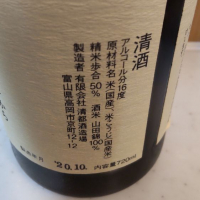 清酒
アルコール分16度
原材料名 米(国産)、米こうじ(国産米)
精米歩合50% 酒米 山田錦100%
製造者 有限会社清都酒造場
富山県高岡市京町12-12
内容量720ml
'20.10.